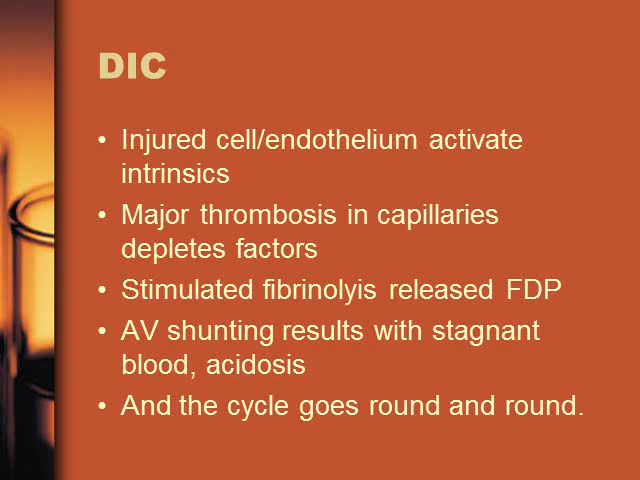 DIC
• Injured cell/endothelium activate
intrinsics
• Major thrombosis in capillaries
depletes factors
• Stimulated fibrinolyis released FDP
• AV shunting results with stagnant
blood, acidosis
• And the cycle goes round and round.